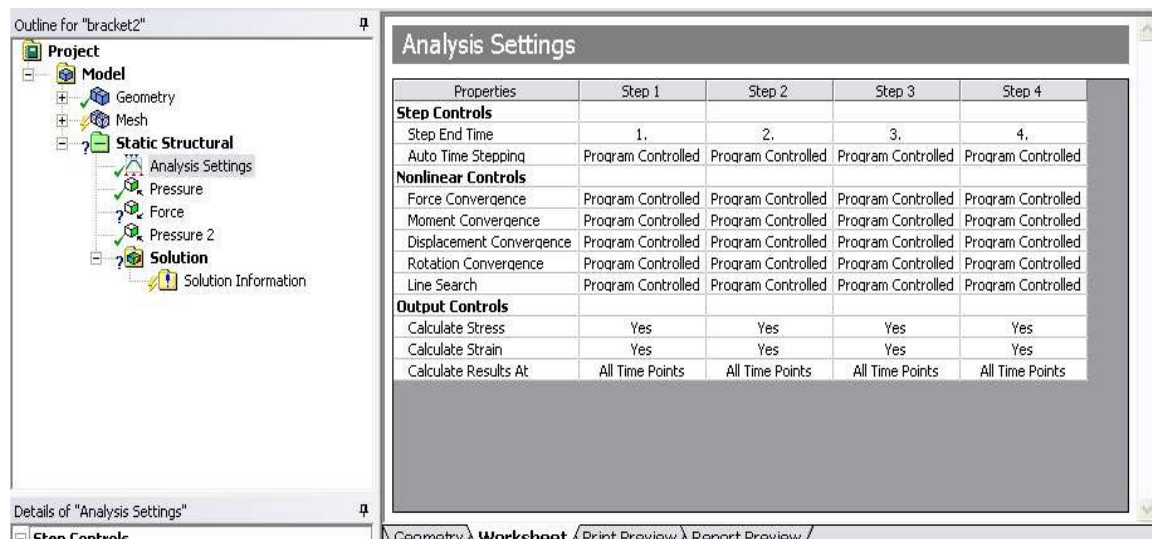 Outline for "bracket2"
Project
Model
Geometry
Mesh
Static Structural
Analysis Settings
Pressure
Force
Pressure 2
Solution
Solution Information
Details of "Analysis Settings"
Step Controls
Analysis Settings
Properties Step 1 Step 2 Step 3 Step 4
Step Controls
Step End Time 1. 2. 3. 4.
Auto Time Stepping Program Controlled Program Controlled Program Controlled Program Controlled
Nonlinear Controls
Force Convergence Program Controlled Program Controlled Program Controlled Program Controlled
Moment Convergence Program Controlled Program Controlled Program Controlled Program Controlled
Displacement Convergence Program Controlled Program Controlled Program Controlled Program Controlled
Rotation Convergence Program Controlled Program Controlled Program Controlled Program Controlled
Line Search Program Controlled Program Controlled Program Controlled Program Controlled
Output Controls
Calculate Stress Yes Yes Yes Yes
Calculate Strain Yes Yes Yes Yes
Calculate Results At All Time Points All Time Points All Time Points All Time Points
Geometry Worksheet Print Preview Report Preview